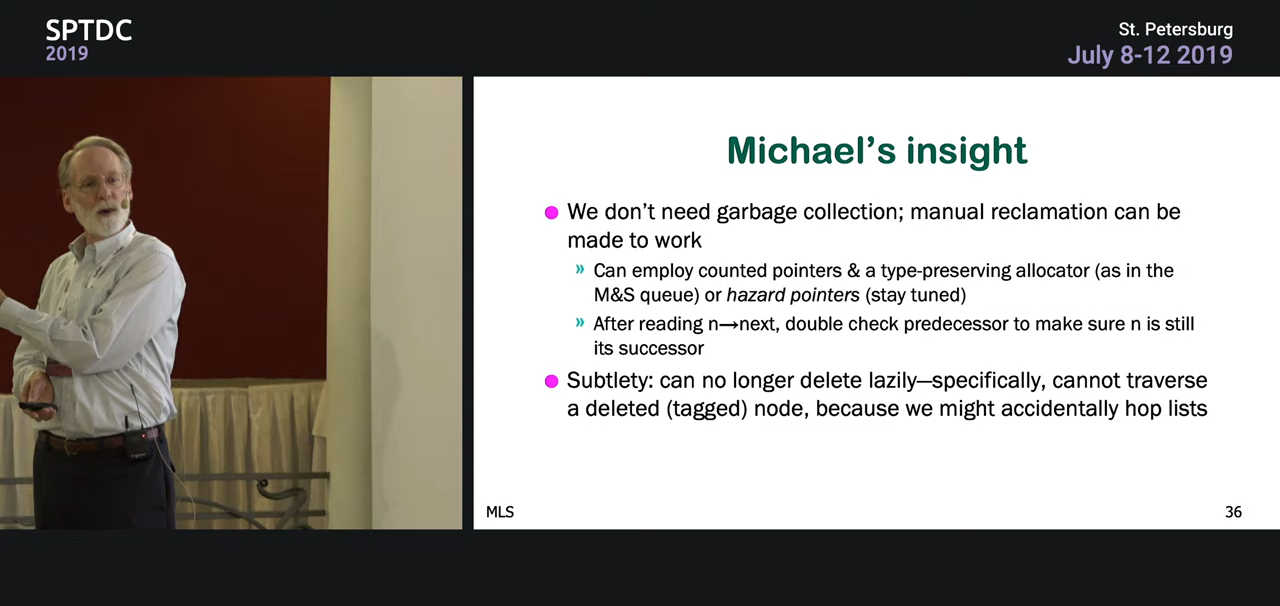 SPTDC
2019
St. Petersburg
July 8-12 2019
Michael's insight
We don't need garbage collection; manual reclamation can be
made to work
» Can employ counted pointers & a type-preserving allocator (as in the
M&S queue) or hazard pointers (stay tuned)
» After reading n→next, double check predecessor to make sure n is still
its successor
Subtlety: can no longer delete lazily—specifically, cannot traverse
a deleted (tagged) node, because we might accidentally hop lists
MLS
36